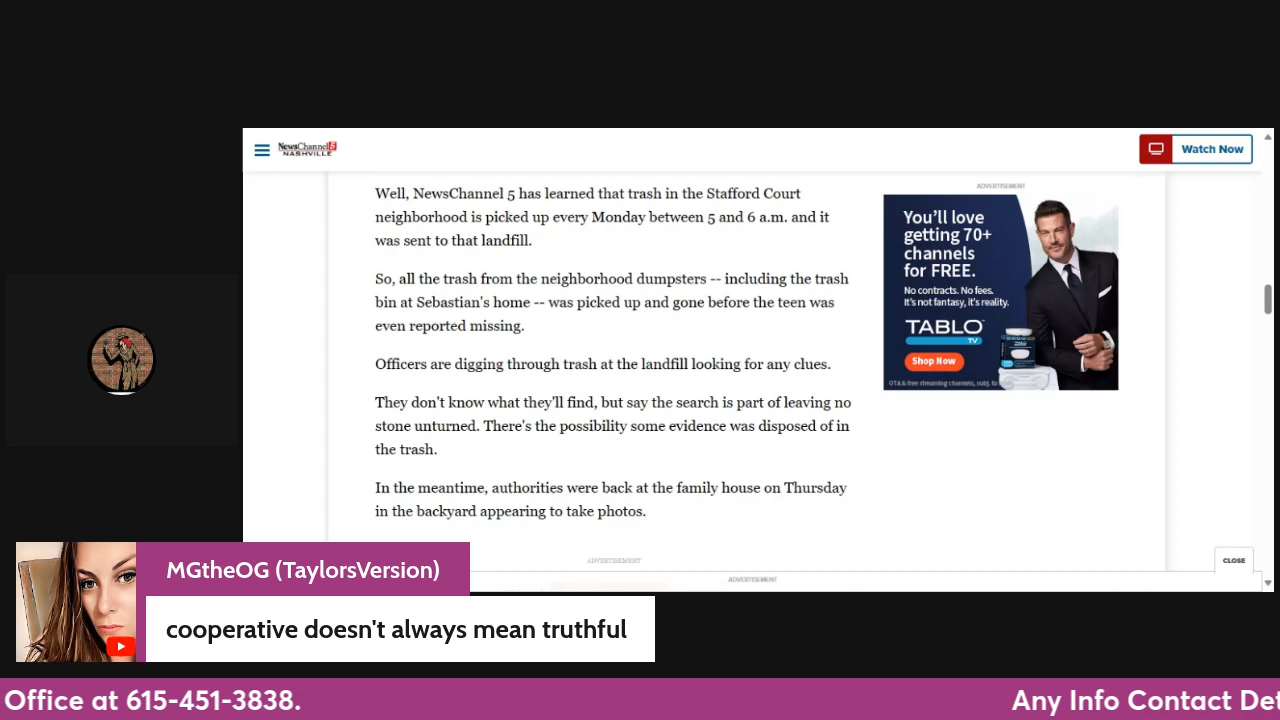 NewsChannel 5
NASHVILLE
Watch Now
Well, NewsChannel 5 has learned that trash in the Stafford Court
neighborhood is picked up every Monday between 5 and 6 a.m. and it
was sent to that landfill.
So, all the trash from the neighborhood dumpsters -- including the trash
bin at Sebastian's home -- was picked up and gone before the teen was
even reported missing.
Officers are digging through trash at the landfill looking for any clues.
They don't know what they'll find, but say the search is part of leaving no
stone unturned. There's the possibility some evidence was disposed of in
the trash.
In the meantime, authorities were back at the family house on Thursday
in the backyard appearing to take photos.
ADVERTISEMENT
You'll love
getting 70+
channels
for FREE.
No contracts. No fees.
It's not fantasy, it's reality.
TABLO
TV
Shop Now
OTA & free streaming channels, subj. to
ADVERTISEMENT
CLOSE
ADVERTISEMENT
MGtheOG (TaylorsVersion)
cooperative doesn't always mean truthful
Office at 615-451-3838.
Any Info Contact Det